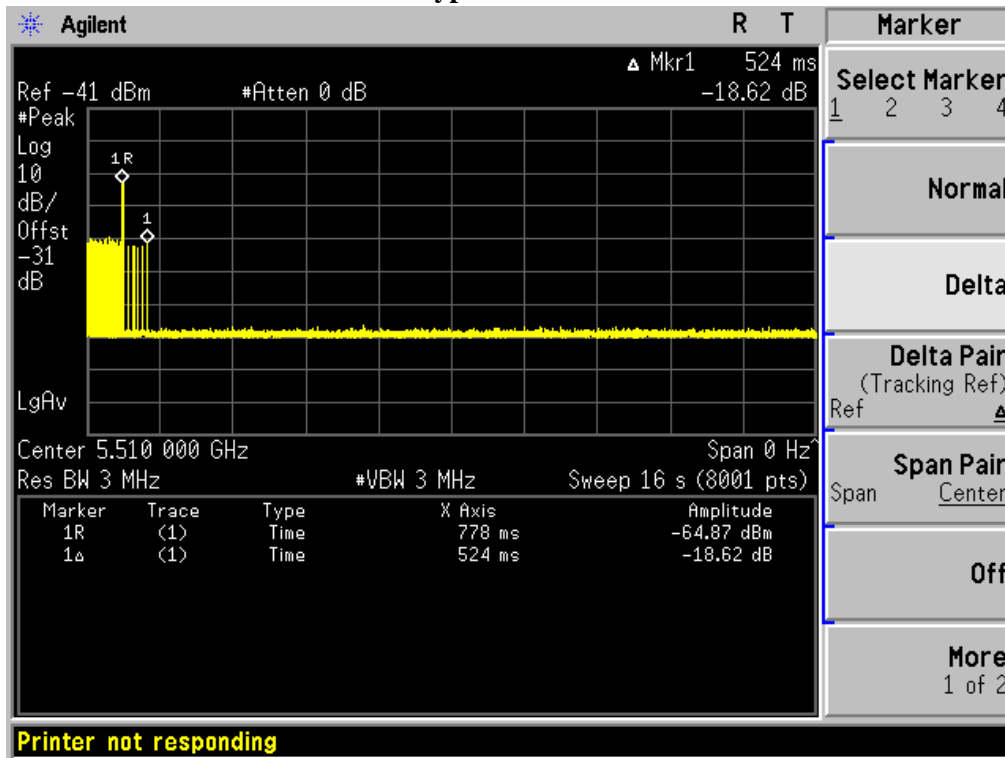 Agilent R T
Marker
▵ Mkr1 524 ms
Ref -41 dBm #Atten 0 dB -18.62 dB
#Peak
Log
10
dB/
Offst
-31
dB
1R
1
LgAv
Center 5.510 000 GHz Span 0 Hz^
Res BW 3 MHz #VBW 3 MHz Sweep 16 s (8001 pts)
Marker Trace Type X Axis Amplitude
1R (1) Time 778 ms -64.87 dBm
1▵ (1) Time 524 ms -18.62 dB
Select Marker
1 2 3 4
Normal
Delta
Delta Pair
(Tracking Ref)
Ref ▵
Span Pair
Span Center
Off
More
1 of 2
Printer not responding